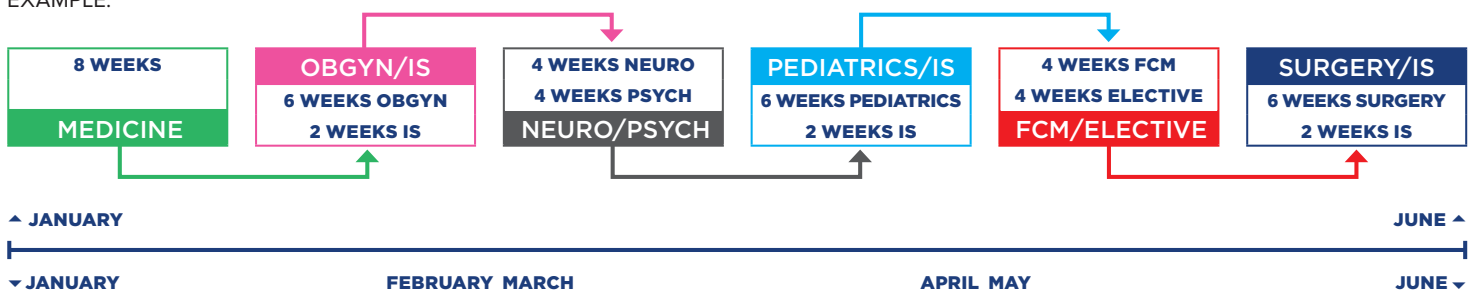 EXAMPLE:
8 WEEKS
MEDICINE
OBGYN/IS
6 WEEKS OBGYN
2 WEEKS IS
4 WEEKS NEURO
4 WEEKS PSYCH
NEURO/PSYCH
PEDIATRICS/IS
6 WEEKS PEDIATRICS
2 WEEKS IS
4 WEEKS FCM
4 WEEKS ELECTIVE
FCM/ELECTIVE
SURGERY/IS
6 WEEKS SURGERY
2 WEEKS IS
JANUARY JUNE
JANUARY FEBRUARY MARCH APRIL MAY JUNE